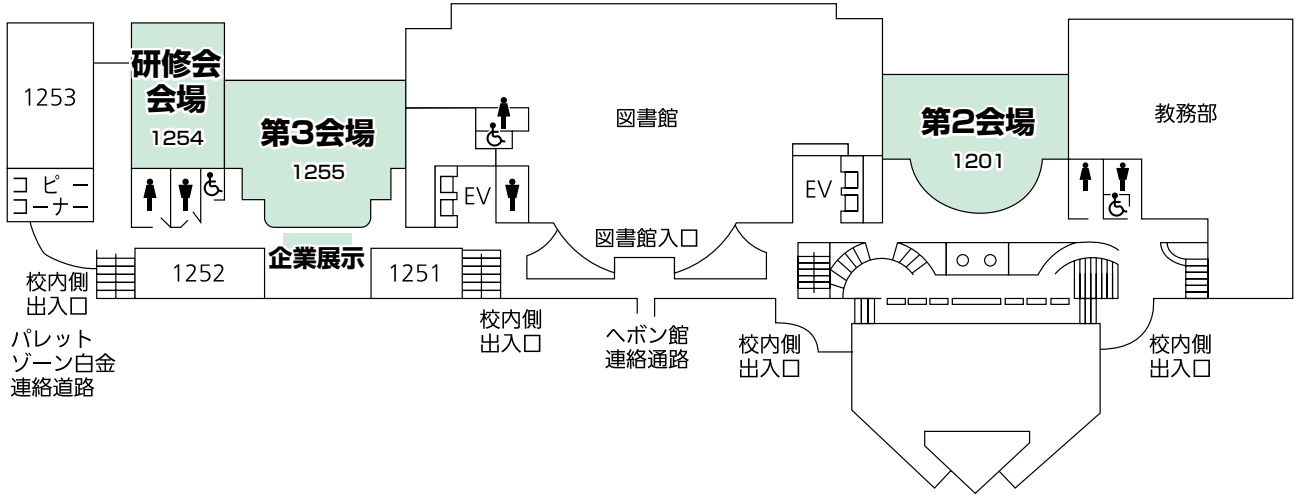 1253
研修会
会場
1254
第3会場
1255
図書館
第2会場
1201
教務部
コピー
コーナー
EV
EV
図書館入口
企業展示
1252
1251
校内側
出入口
パレット
ゾーン白金
連絡道路
校内側
出入口
ヘボン館
連絡通路
校内側
出入口
校内側
出入口